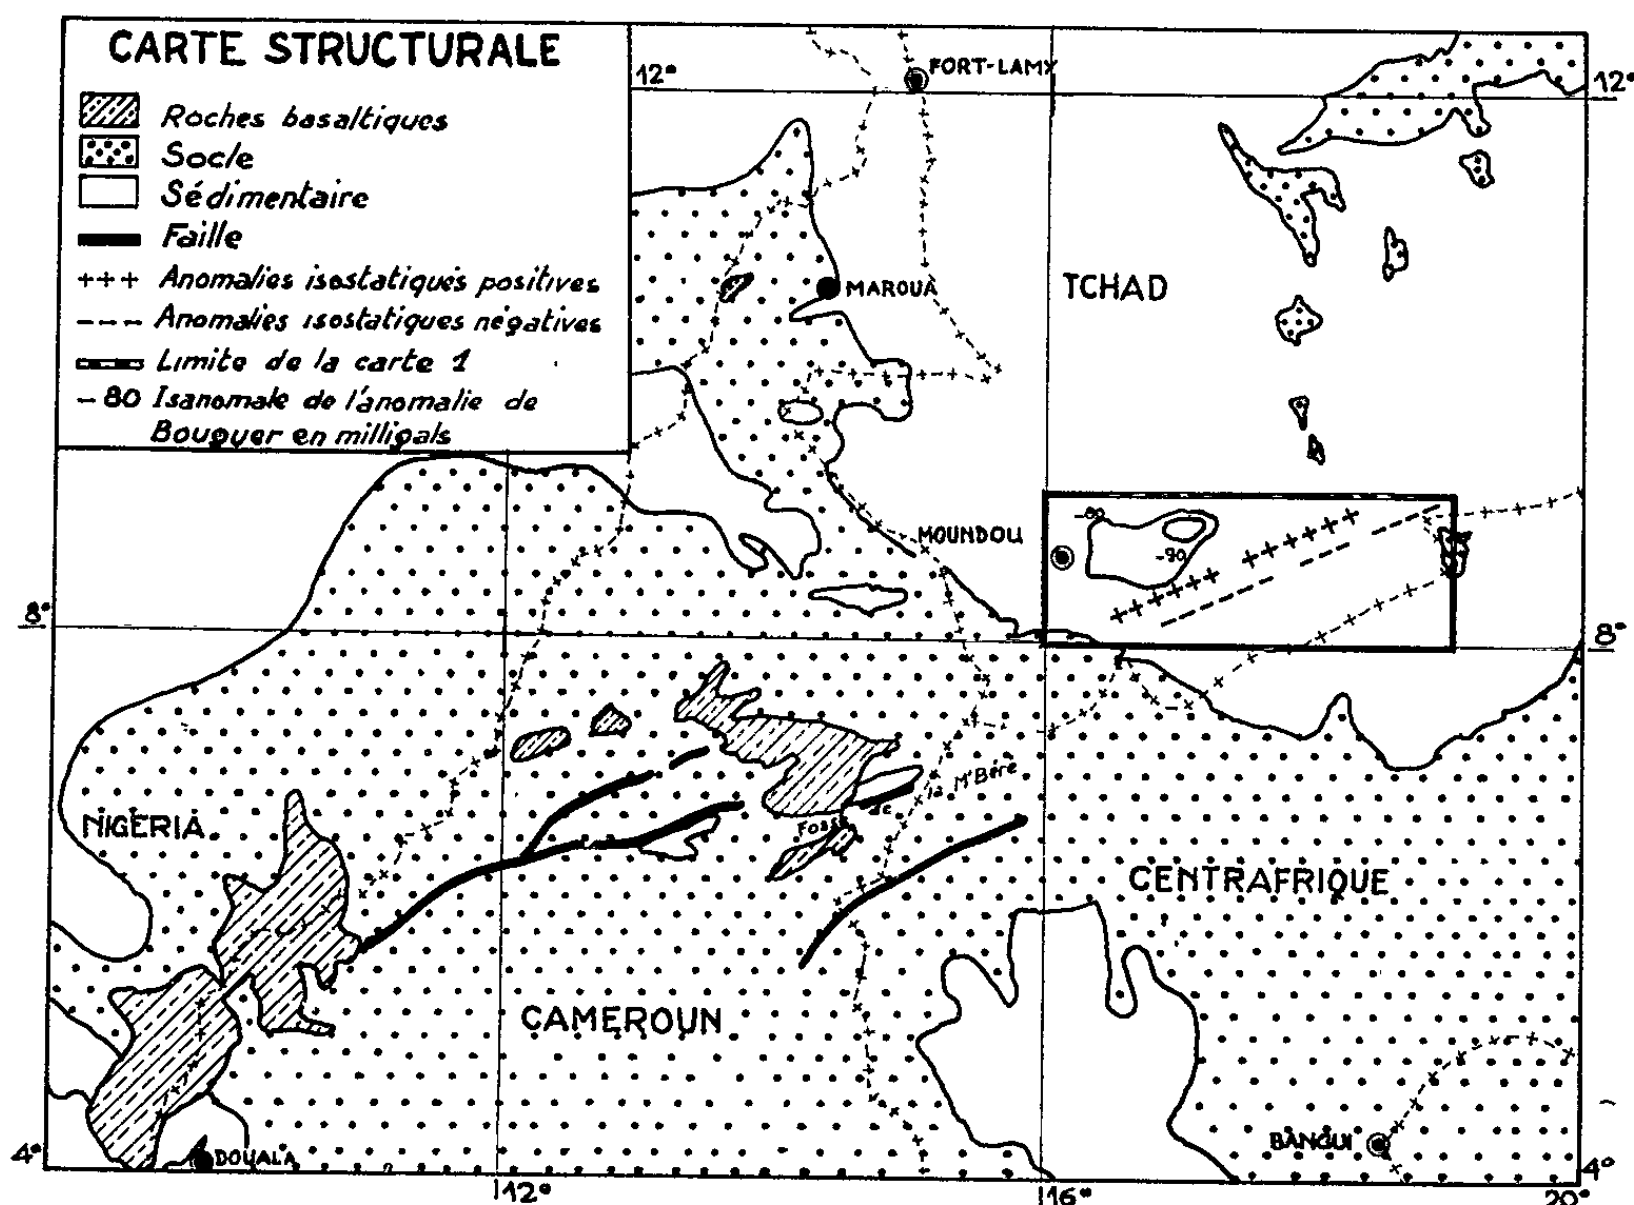 CARTE STRUCTURALE
Roches basaltiques
Socle
Sédimentaire
Faille
+++ Anomalies isostatiques positives
---- Anomalies isostatiques négatives
Limite de la carte 1
-80 Isanomale de l'anomalie de
Bouguer en milligals
12°
FORT-LAMY
12°
MAROUA
TCHAD
MOUNDOU
-80
-90
8°
8°
NIGERIA
Fosse de la M'Bére
CENTRAFRIQUE
CAMEROUN
BANGUI
DOUALA
4°
4°
12°
16°
20°